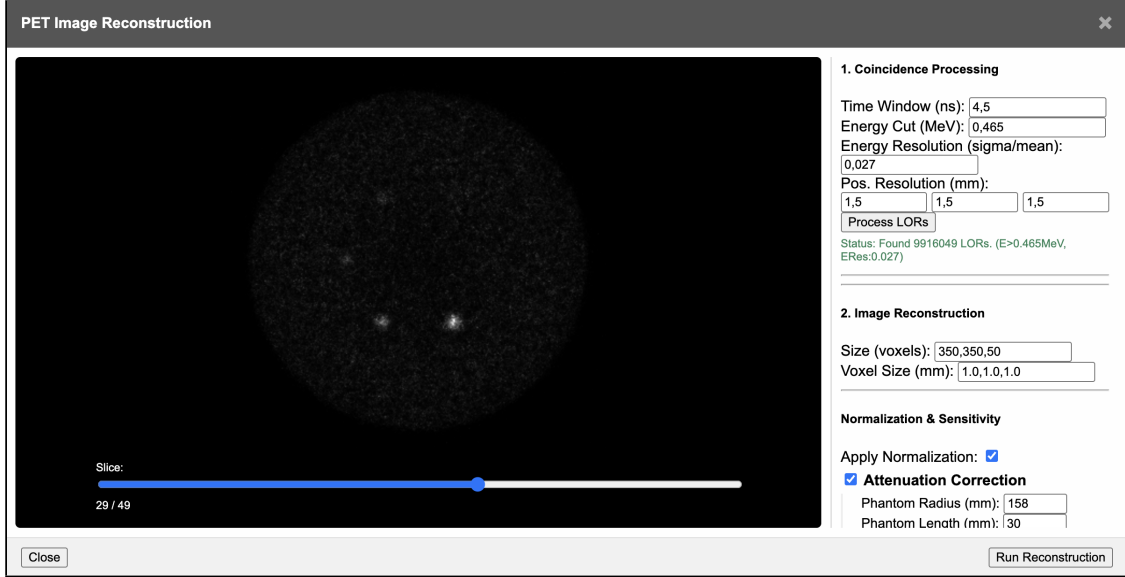 PET Image Reconstruction
1. Coincidence Processing
Time Window (ns): 4,5
Energy Cut (MeV): 0,465
Energy Resolution (sigma/mean):
0,027
Pos. Resolution (mm):
1,5 1,5 1,5
Process LORs
Status: Found 9916049 LORs. (E>0.465MeV,
ERes:0.027)
2. Image Reconstruction
Size (voxels): 350,350,50
Voxel Size (mm): 1.0,1.0,1.0
Normalization & Sensitivity
Apply Normalization:
Attenuation Correction
Phantom Radius (mm): 158
Phantom Length (mm): 30
Slice:
29 / 49
Close
Run Reconstruction